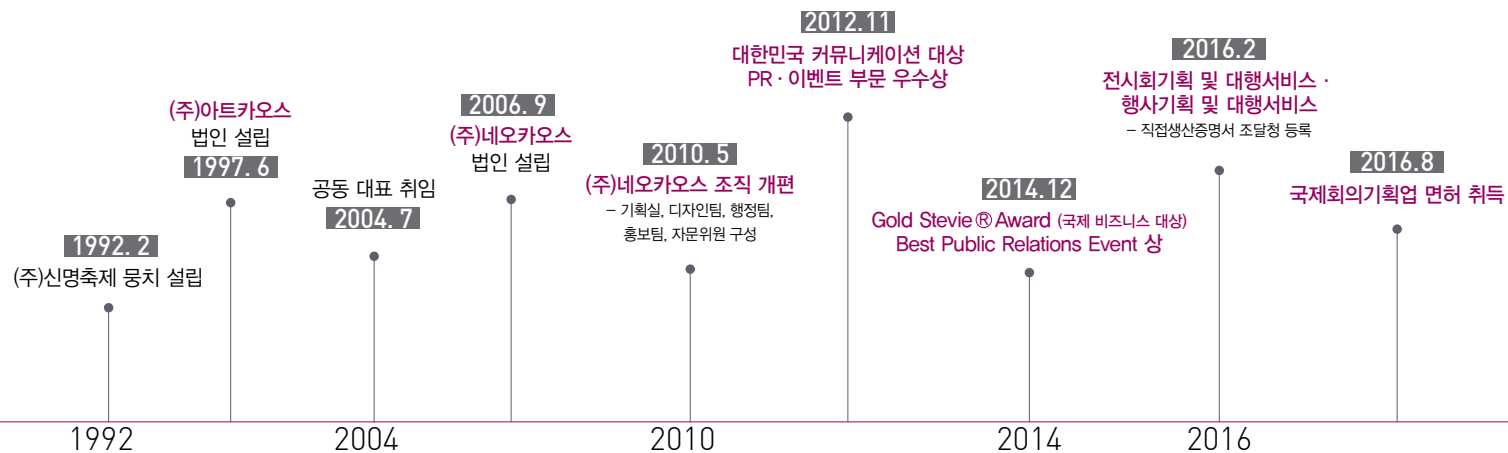 1992. 2
(주)신명축제 뭉치 설립
(주)아트카오스
법인 설립
1997. 6
공동 대표 취임
2004. 7
2006. 9
(주)네오카오스
법인 설립
2010. 5
(주)네오카오스 조직 개편
– 기획실, 디자인팀, 행정팀,
홍보팀, 자문위원 구성
2012.11
대한민국 커뮤니케이션 대상
PR · 이벤트 부문 우수상
2014.12
Gold Stevie® Award (국제 비즈니스 대상)
Best Public Relations Event 상
2016.2
전시회기획 및 대행서비스 ·
행사기획 및 대행서비스
– 직접생산증명서 조달청 등록
2016.8
국제회의기획업 면허 취득
1992
2004
2010
2014
2016